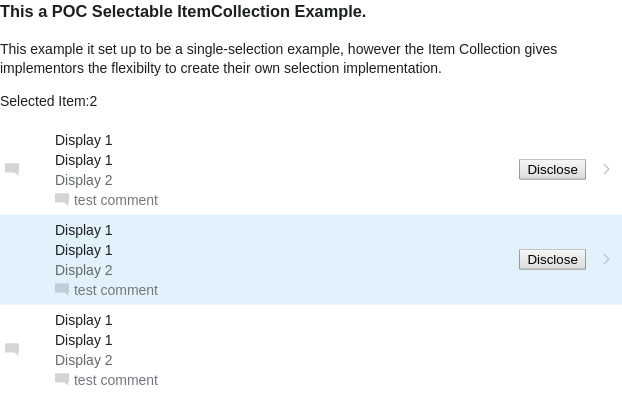 This a POC Selectable ItemCollection Example.
This example it set up to be a single-selection example, however the Item Collection gives
implementors the flexibilty to create their own selection implementation.
Selected Item:2
Display 1
Display 1
Display 2
test comment
Disclose
Display 1
Display 1
Display 2
test comment
Disclose
Display 1
Display 1
Display 2
test comment